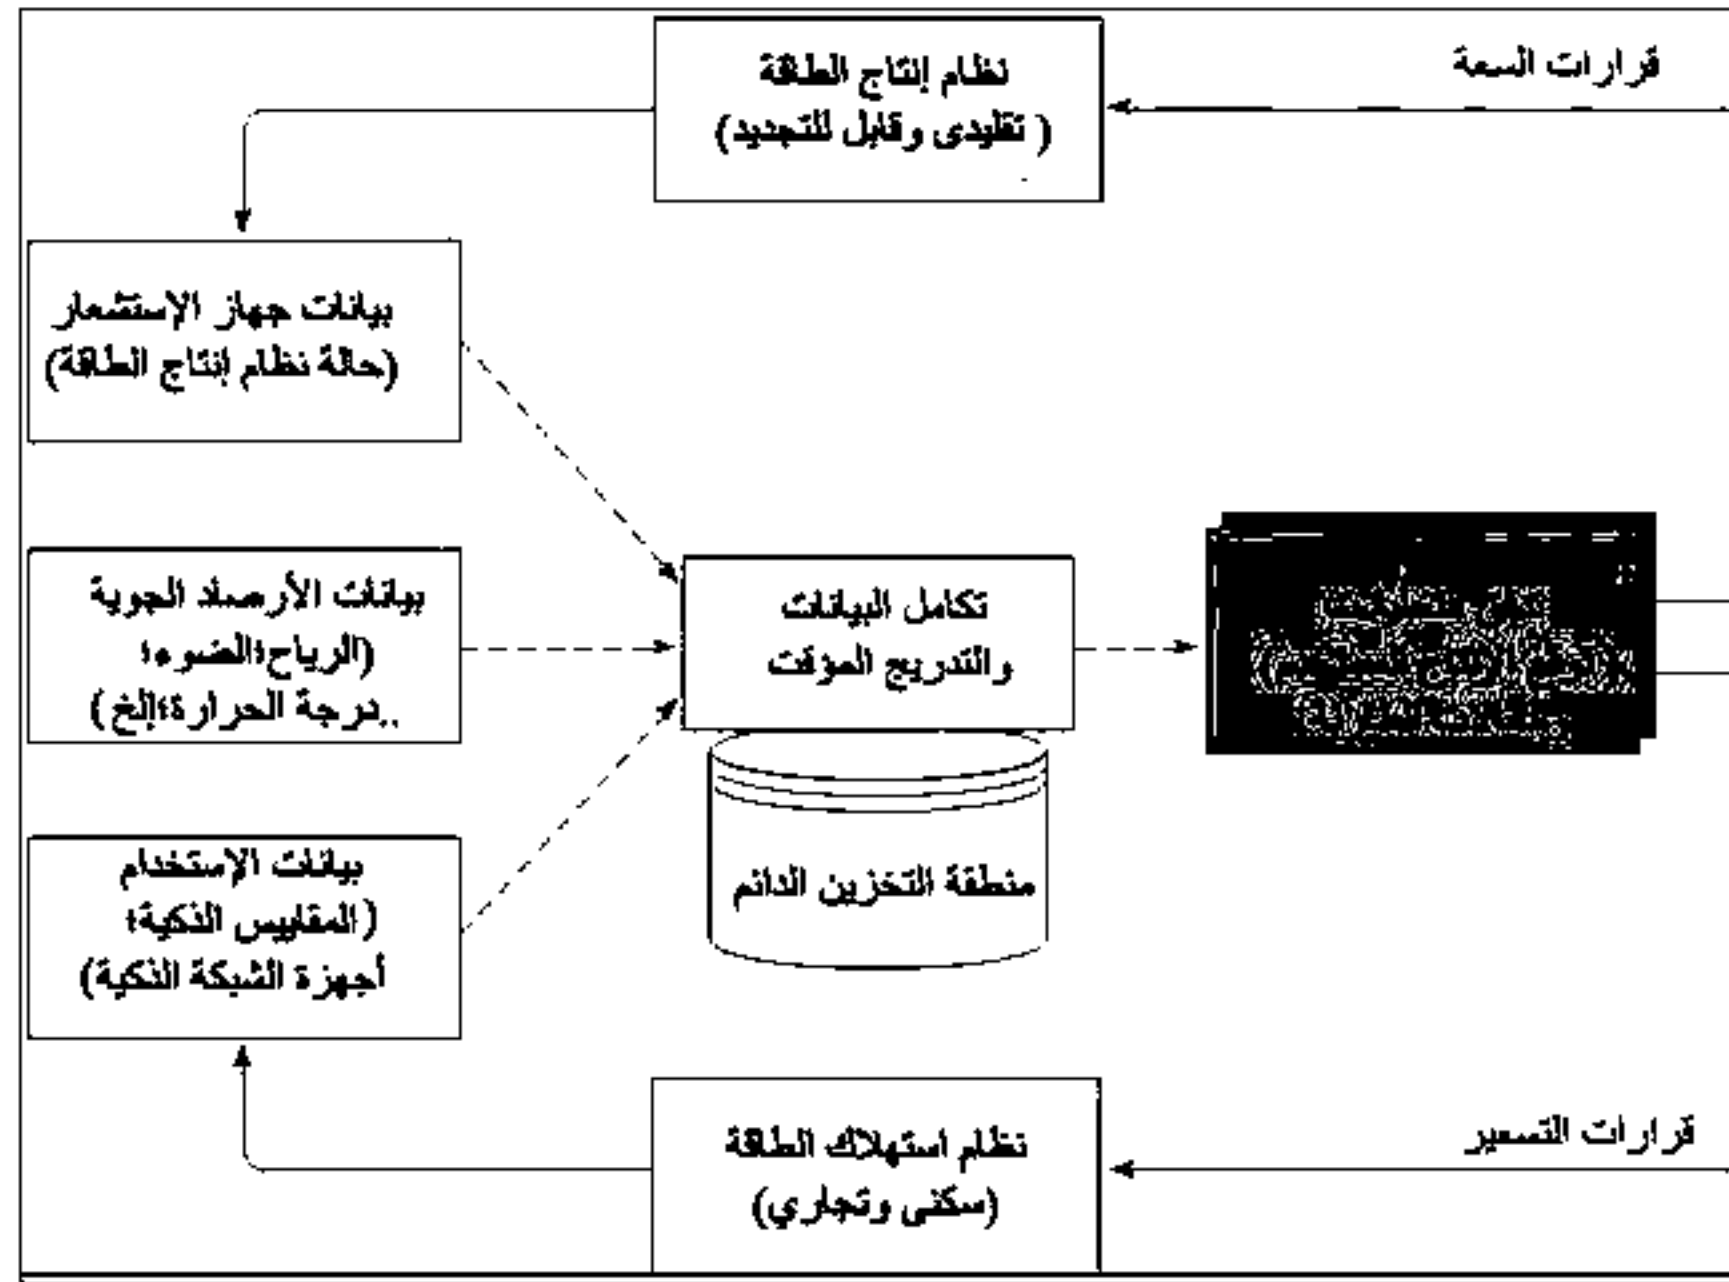 نظام إنتاج الطاقة
( تقليدى وقابل للتجديد)
قرارات السعة
بيانات جهاز الإستشعار
(حالة نظام إنتاج الطاقة)
بيانات الأرصاد الجوية
(الرياح؛الضوء؛
..درجة الحرارة؛إلخ)
تكامل البيانات
والتدريج المؤقت
منطقة التخزين الدائم
بيانات الإستخدام
(المقاييس الذكية؛
أجهزة الشبكة الذكية)
نظام استهلاك الطاقة
(سكنى وتجاري)
قرارات التسعير